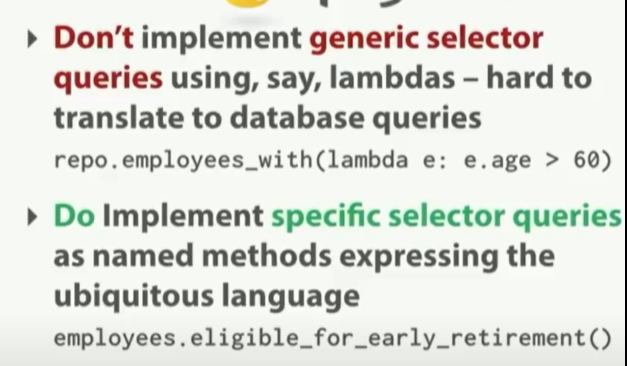 ‣ Don't implement generic selector
queries using, say, lambdas – hard to
translate to database queries
repo.employees_with(lambda e: e.age > 60)
‣ Do Implement specific selector queries
as named methods expressing the
ubiquitous language
employees.eligible_for_early_retirement()